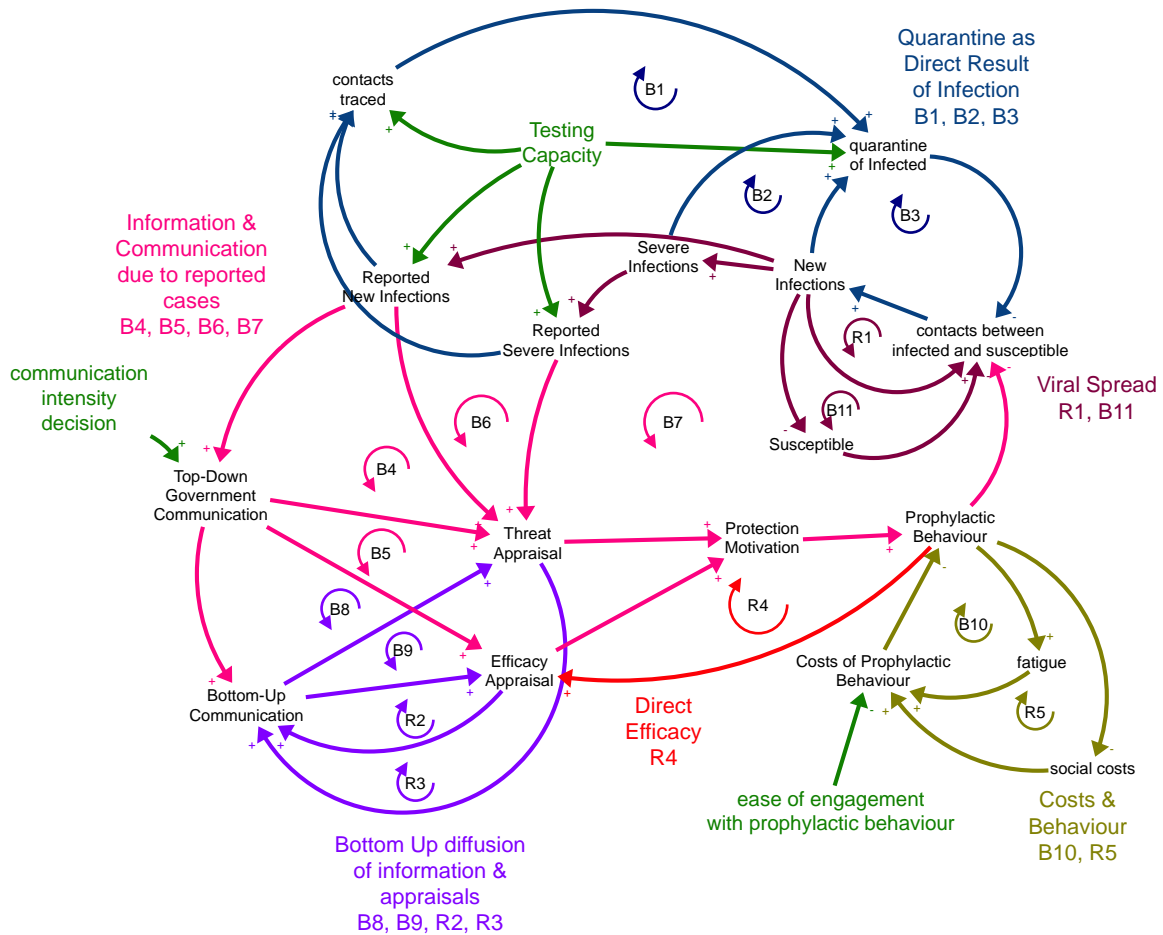 Quarantine as
Direct Result
of Infection
B1, B2, B3
contacts
traced
B1
Testing
Capacity
quarantine
of Infected
B2
B3
Information &
Communication
due to reported
cases
B4, B5, B6, B7
Severe
Infections
New
Infections
Reported
New Infections
Reported
Severe Infections
R1
contacts between
infected and susceptible
communication
intensity
decision
Viral Spread
R1, B11
B6
B7
B11
Susceptible
B4
Top-Down
Government
Communication
Threat
Appraisal
Protection
Motivation
Prophylactic
Behaviour
B5
B8
R4
B10
B9
Efficacy
Appraisal
Costs of Prophylactic
Behaviour
fatigue
Bottom-Up
Communication
R2
R5
Direct
Efficacy
R4
R3
social costs
ease of engagement
with prophylactic behaviour
Costs &
Behaviour
B10, R5
Bottom Up diffusion
of information &
appraisals
B8, B9, R2, R3